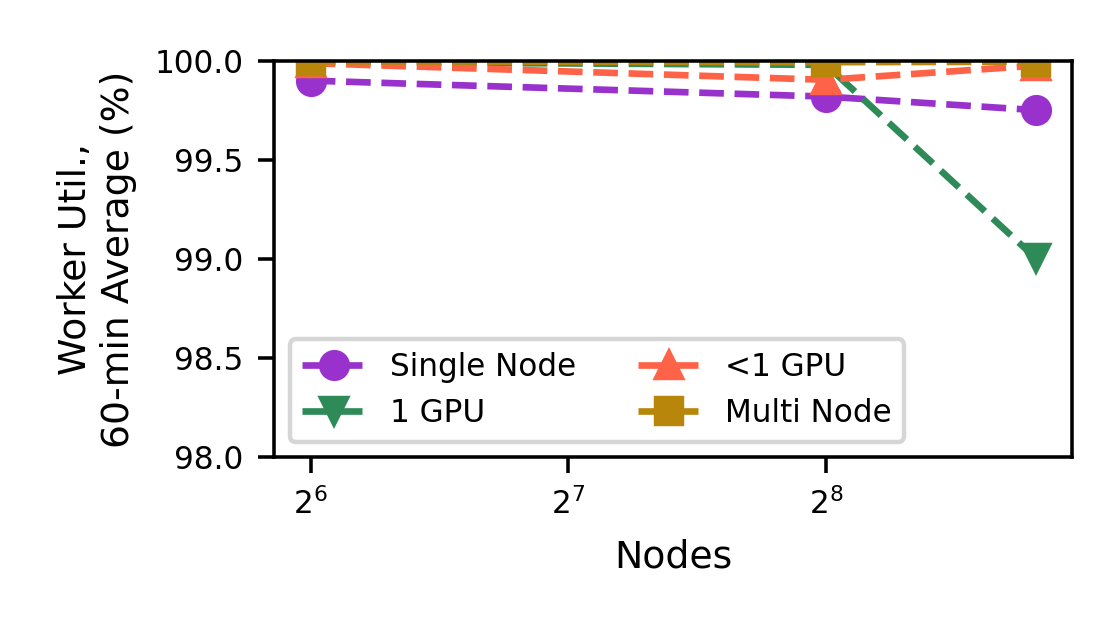 Worker Util.,
60-min Average (%)
100.0
99.5
99.0
98.5
98.0
Single Node
1 GPU
<1 GPU
Multi Node
2⁶
2⁷
2⁸
Nodes